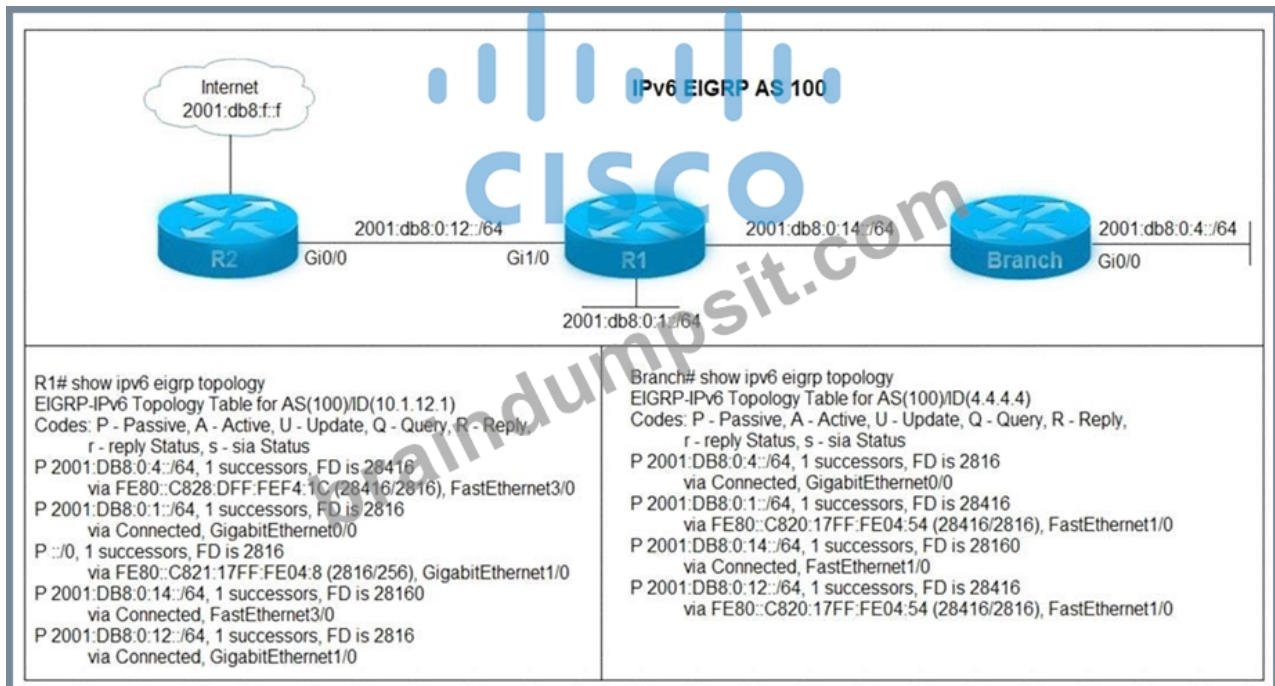 CISCO
IPv6 EIGRP AS 100
Internet
2001:db8:f::f
2001:db8:0:12::/64
2001:db8:0:14::/64
2001:db8:0:4::/64
R2
Gi0/0
Gi1/0
R1
Branch
Gi0/0
2001:db8:0:1::/64
braindumpsit.com
R1# show ipv6 eigrp topology
EIGRP-IPv6 Topology Table for AS(100)/ID(10.1.12.1)
Codes: P - Passive, A - Active, U - Update, Q - Query, R - Reply,
r - reply Status, s - sia Status
P 2001:DB8:0:4::/64, 1 successors, FD is 28416
via FE80::C828:DFF:FEF4:1C (28416/2816), FastEthernet3/0
P 2001:DB8:0:1::/64, 1 successors, FD is 2816
via Connected, GigabitEthernet0/0
P ::/0, 1 successors, FD is 2816
via FE80::C821:17FF:FE04:8 (2816/256), GigabitEthernet1/0
P 2001:DB8:0:14::/64, 1 successors, FD is 28160
via Connected, FastEthernet3/0
P 2001:DB8:0:12::/64, 1 successors, FD is 2816
via Connected, GigabitEthernet1/0
Branch# show ipv6 eigrp topology
EIGRP-IPv6 Topology Table for AS(100)/ID(4.4.4.4)
Codes: P - Passive, A - Active, U - Update, Q - Query, R - Reply,
r - reply Status, s - sia Status
P 2001:DB8:0:4::/64, 1 successors, FD is 2816
via Connected, GigabitEthernet0/0
P 2001:DB8:0:1::/64, 1 successors, FD is 28416
via FE80::C820:17FF:FE04:54 (28416/2816), FastEthernet1/0
P 2001:DB8:0:14::/64, 1 successors, FD is 28160
via Connected, FastEthernet1/0
P 2001:DB8:0:12::/64, 1 successors, FD is 28416
via FE80::C820:17FF:FE04:54 (28416/2816), FastEthernet1/0